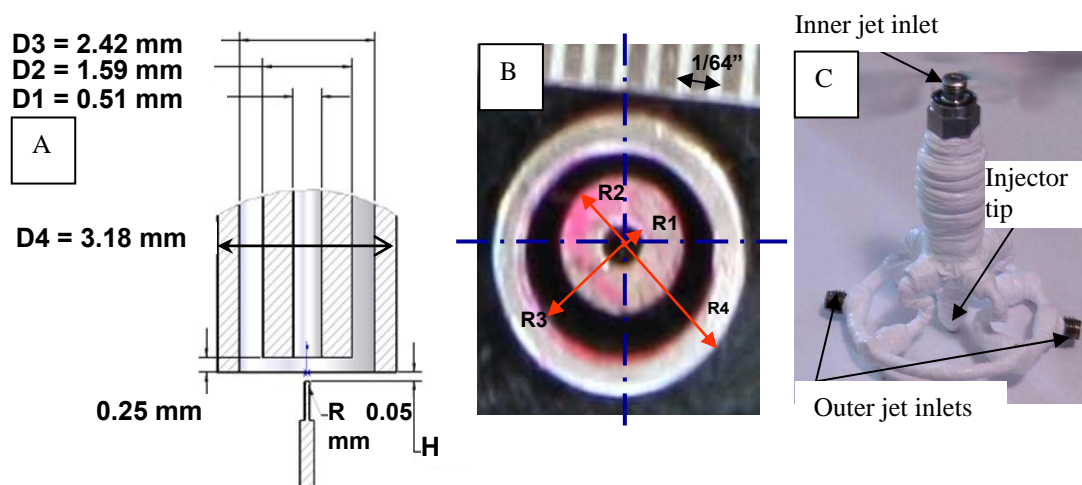 D3 = 2.42 mm
D2 = 1.59 mm
D1 = 0.51 mm
A
D4 = 3.18 mm
0.25 mm
R 0.05
mm
H
B
1/64”
R2
R1
R3
R4
Inner jet inlet
C
Injector
tip
Outer jet inlets